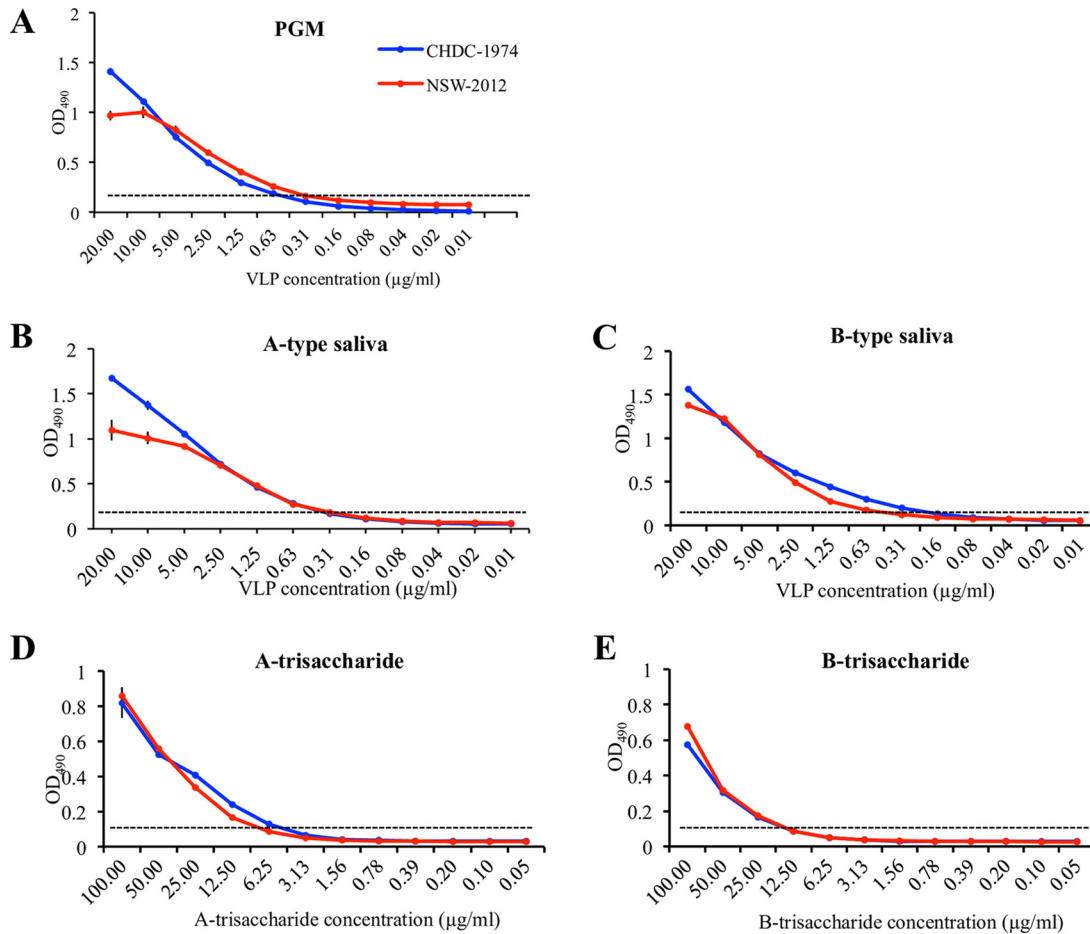 A
PGM
CHDC-1974
NSW-2012
OD490
2
1.5
1
0.5
0
20.00 10.00 5.00 2.50 1.25 0.63 0.31 0.16 0.08 0.04 0.02 0.01
VLP concentration (µg/ml)
B
A-type saliva
OD490
2
1.5
1
0.5
0
20.00 10.00 5.00 2.50 1.25 0.63 0.31 0.16 0.08 0.04 0.02 0.01
VLP concentration (µg/ml)
C
B-type saliva
OD490
2
1.5
1
0.5
0
20.00 10.00 5.00 2.50 1.25 0.63 0.31 0.16 0.08 0.04 0.02 0.01
VLP concentration (µg/ml)
D
A-trisaccharide
OD490
1
0.8
0.6
0.4
0.2
0
100.00 50.00 25.00 12.50 6.25 3.13 1.56 0.78 0.39 0.20 0.10 0.05
A-trisaccharide concentration (µg/ml)
E
B-trisaccharide
OD490
1
0.8
0.6
0.4
0.2
0
100.00 50.00 25.00 12.50 6.25 3.13 1.56 0.78 0.39 0.20 0.10 0.05
B-trisaccharide concentration (µg/ml)